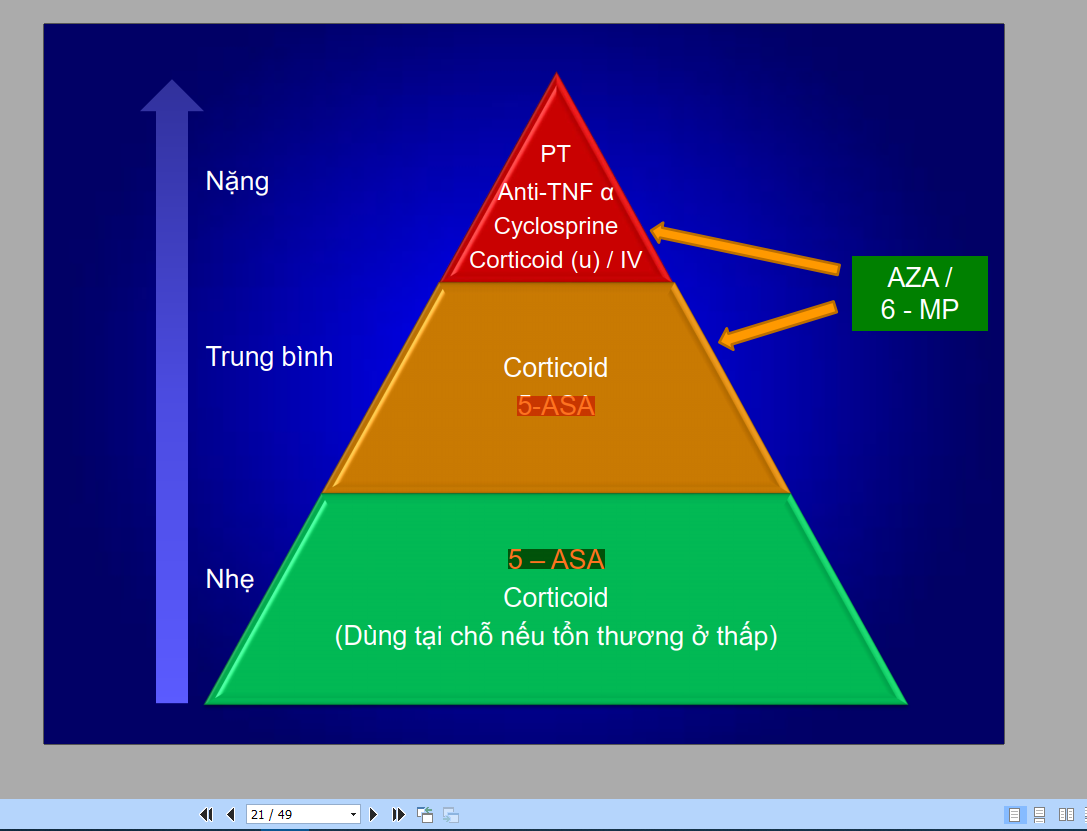 PT
Nặng
Anti-TNF α
Cyclosprine
Corticoid (u) / IV
AZA /
6 - MP
Trung bình
Corticoid
5-ASA
5 – ASA
Nhẹ
Corticoid
(Dùng tại chỗ nếu tổn thương ở thấp)
21 / 49